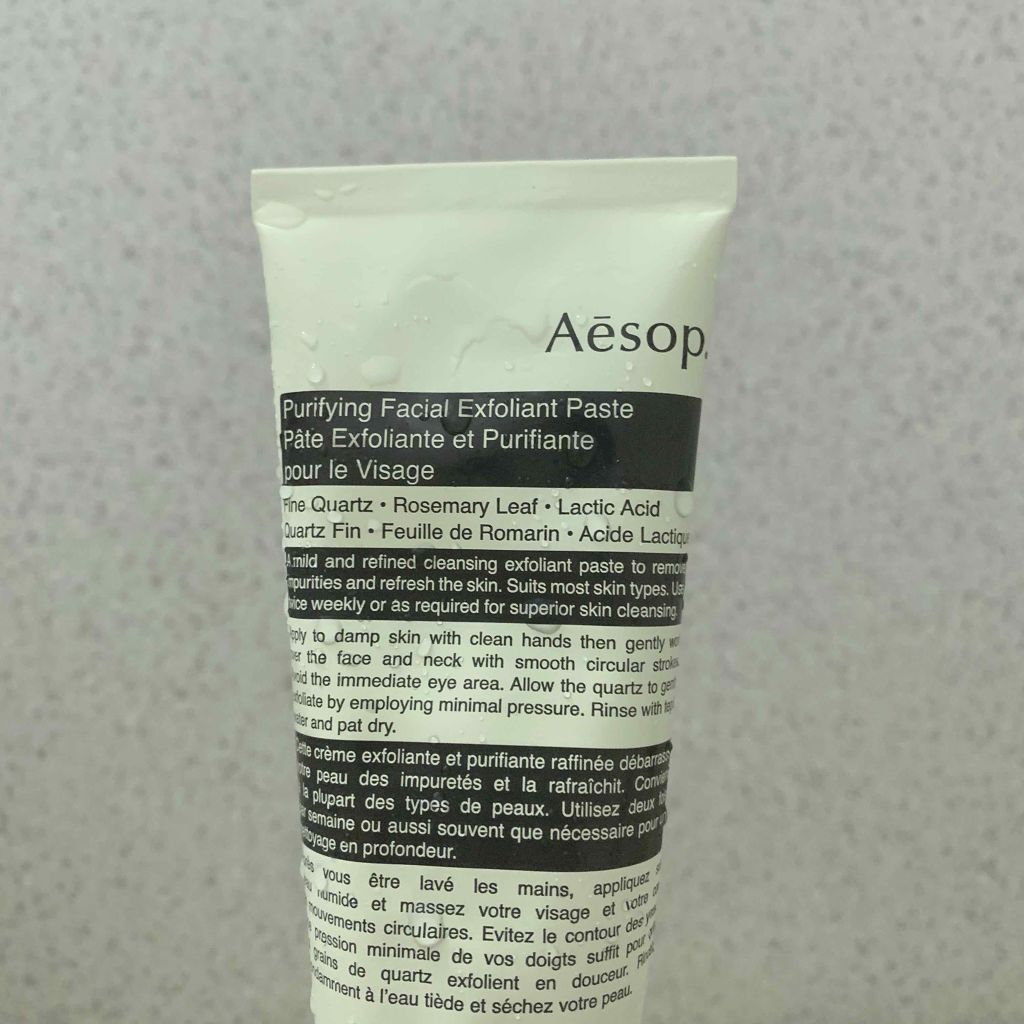 Aēsop.
Purifying Facial Exfoliant Paste
Pâte Exfoliante et Purifiante
pour le Visage
Fine Quartz • Rosemary Leaf • Lactic Acid
Quartz Fin • Feuille de Romarin • Acide Lactique
A mild and refined cleansing exfoliant paste to remove
impurities and refresh the skin. Suits most skin types. Use
twice weekly or as required for superior skin cleansing.
Apply to damp skin with clean hands then gently
over the face and neck with smooth circular strokes.
Avoid the immediate eye area. Allow the quartz to
exfoliate by employing minimal pressure. Rinse with
water and pat dry.
Cette crème exfoliante et purifiante raffinée débarrasse
votre peau des impuretés et la rafraîchit. Convient
à la plupart des types de peaux. Utilisez deux fois
par semaine ou aussi souvent que nécessaire pour un
nettoyage en profondeur.
Après vous être lavé les mains, appliquez
humide et massez votre visage et votre
mouvements circulaires. Evitez le contour des yeux.
pression minimale de vos doigts suffit pour
grains de quartz exfolient en douceur.
à l'eau tiède et séchez votre peau.